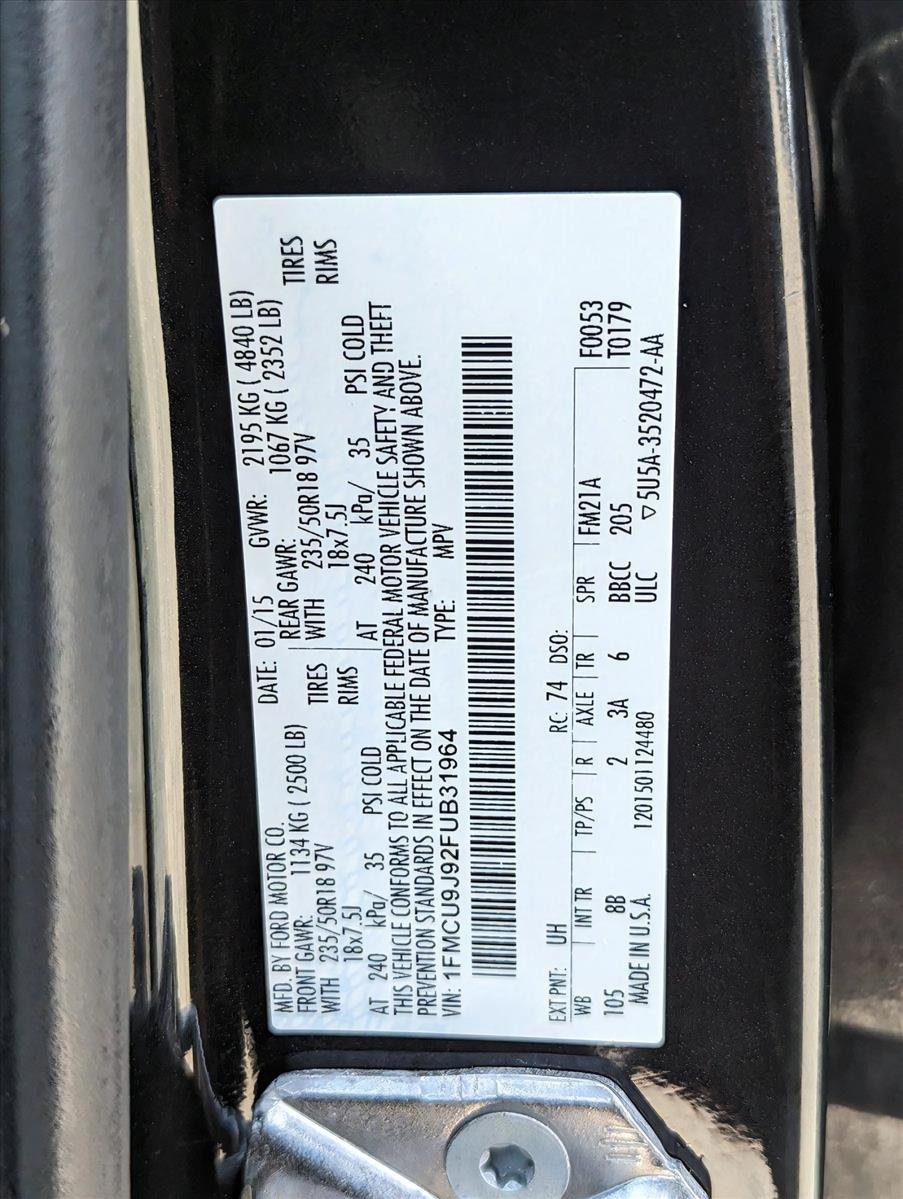 MFD. BY FORD MOTOR CO. DATE: 01/15 GVWR: 2195 KG ( 4840 LB)
FRONT GAWR: 1134 KG ( 2500 LB) REAR GAWR: 1067 KG ( 2352 LB)
WITH 235/50R18 97V TIRES WITH 235/50R18 97V TIRES
18x7.5J RIMS 18x7.5J RIMS
AT 240 kPa/ 35 PSI COLD AT 240 kPa/ 35 PSI COLD
THIS VEHICLE CONFORMS TO ALL APPLICABLE FEDERAL MOTOR VEHICLE SAFETY AND THEFT
PREVENTION STANDARDS IN EFFECT ON THE DATE OF MANUFACTURE SHOWN ABOVE.
VIN: 1FMCU9J92FUB31964 TYPE: MPV
EXT PNT: UH RC: 74 DSO:
WB INT TR TP/PS R AXLE TR SPR FM21A F0053
105 8B 2 3A 6 BBCC 205 T0179
MADE IN U.S.A. 1201501124480 ULC
▽5U5A-3520472-AA